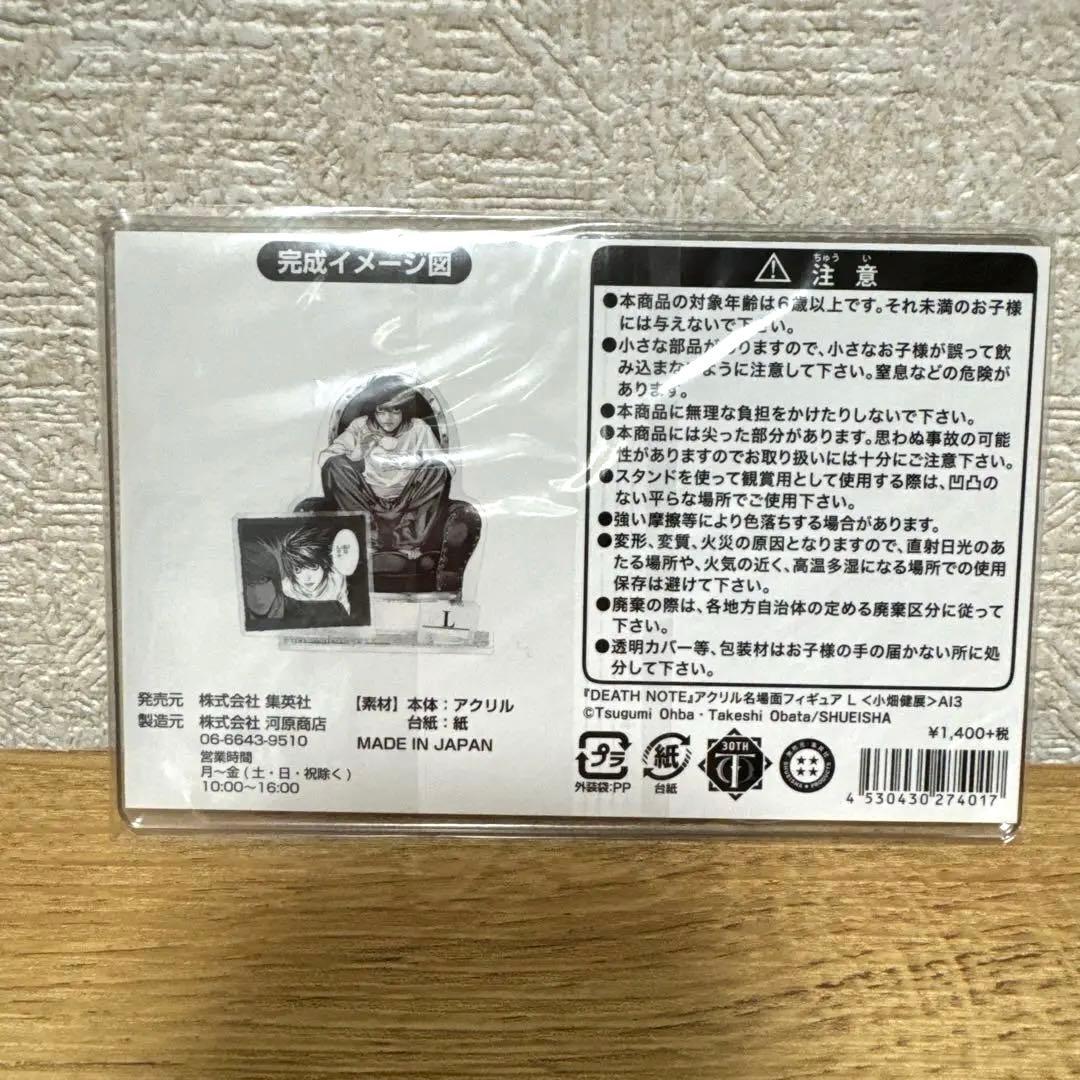 完成イメージ図
L
発売元 株式会社 集英社
製造元 株式会社 河原商店
06-6643-9510
営業時間
月～金(土・日・祝除く)
10:00～16:00
【素材】本体：アクリル
台紙：紙
MADE IN JAPAN
ちゅう い
注意
●本商品の対象年齢は6歳以上です。それ未満のお子様
には与えないで下さい。
●小さな部品がありますので、小さなお子様が誤って飲
み込まないように注意して下さい。窒息などの危険が
あります。
●本商品に無理な負担をかけたりしないで下さい。
●本商品には尖った部分があります。思わぬ事故の可能
性がありますのでお取り扱いには十分にご注意下さい。
●スタンドを使って観賞用として使用する際は、凹凸の
ない平らな場所でご使用下さい。
●強い摩擦等により色落ちする場合があります。
●変形、変質、火災の原因となりますので、直射日光のあ
たる場所や、火気の近く、高温多湿になる場所での使用
保存は避けて下さい。
●廃棄の際は、各地方自治体の定める廃棄区分に従って
下さい。
●透明カバー等、包装材はお子様の手の届かない所に処
分して下さい。
『DEATH NOTE』アクリル名場面フィギュア L <小畑健展>AI3
©Tsugumi Ohba・Takeshi Obata/SHUEISHA
¥1,400+税
プラ
外装袋:PP
紙
台紙
30TH
4 530430 274017